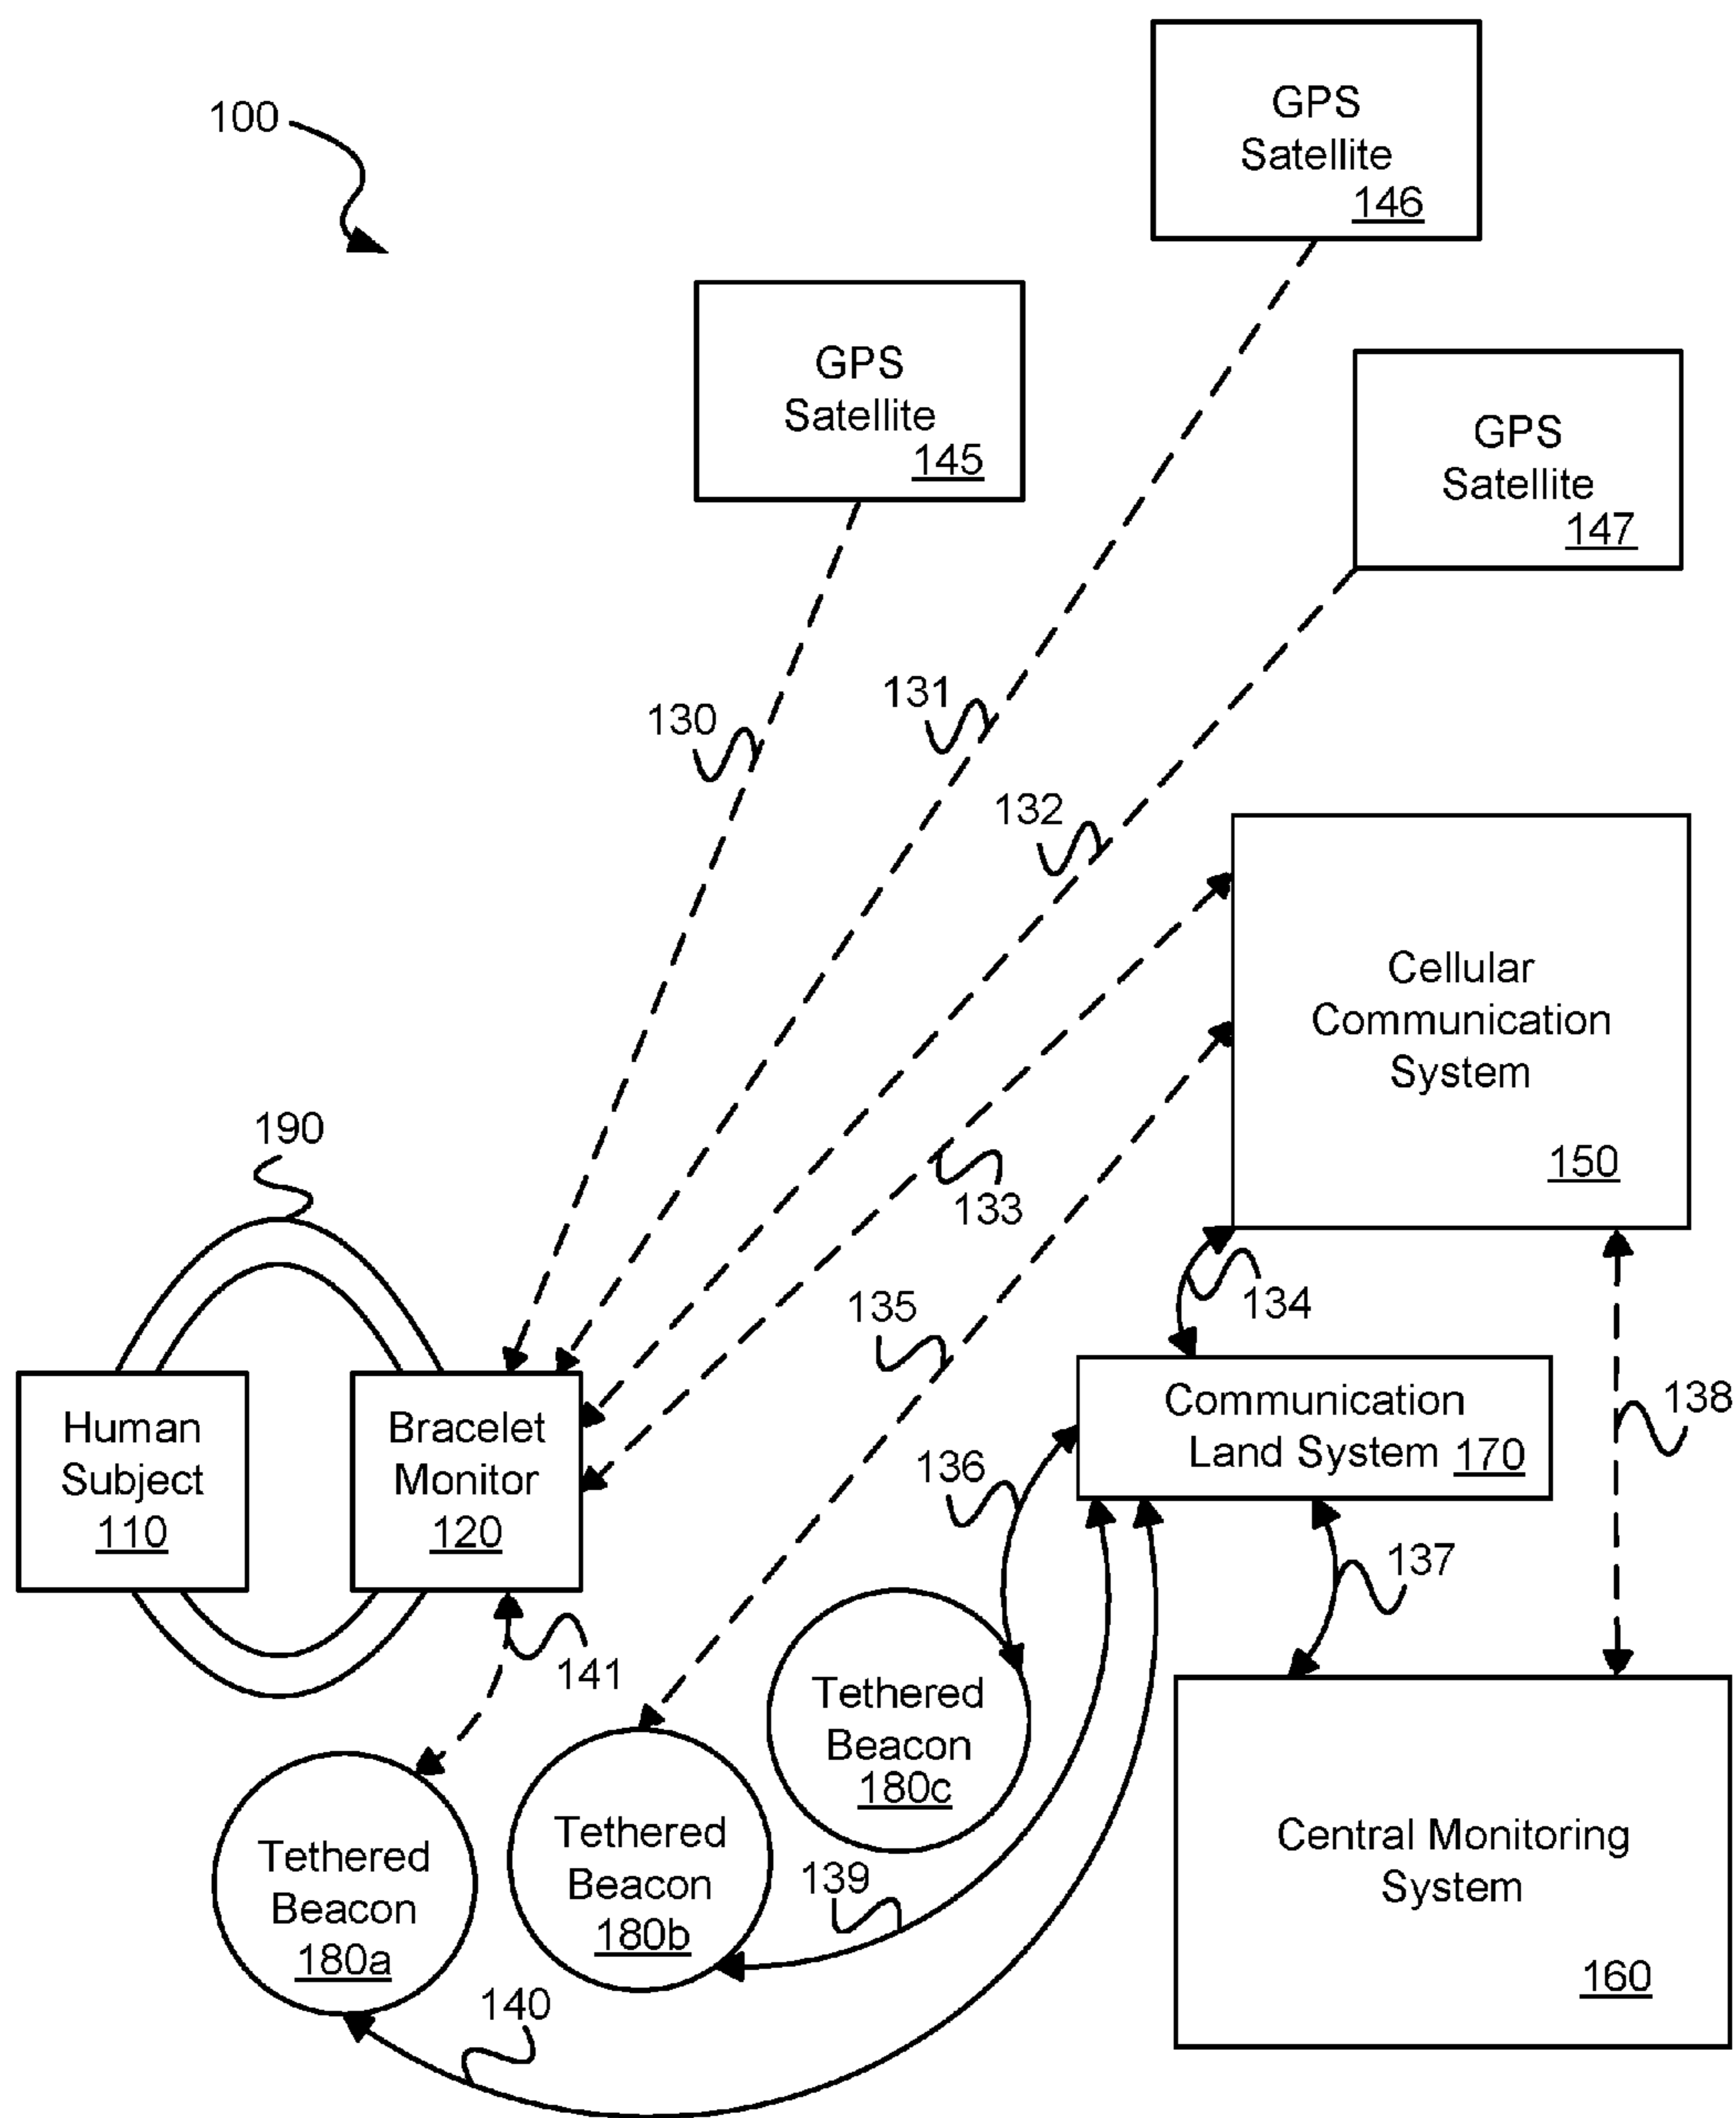 100
GPS
Satellite
146
GPS
Satellite
145
GPS
Satellite
147
130
131
132
Cellular
Communication
System
150
133
190
134
135
Human
Subject
110
Bracelet
Monitor
120
Communication
Land System 170
138
136
137
141
Tethered
Beacon
180c
Tethered
Beacon
180b
Tethered
Beacon
180a
139
140
Central Monitoring
System
160